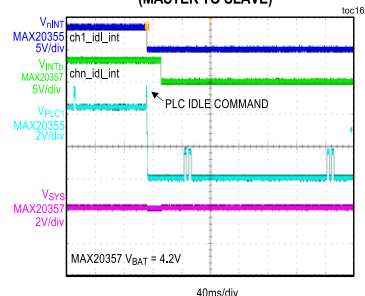 (MASTER TO SLAVE)
toc16
VnINT
MAX20355
5V/div
ch1_idl_int
VINTb
MAX20357
5V/div
chn_idl_int
PLC IDLE COMMAND
VPLC1
MAX20355
2V/div
VSYS
MAX20357
2V/div
MAX20357 VBAT = 4.2V
40ms/div